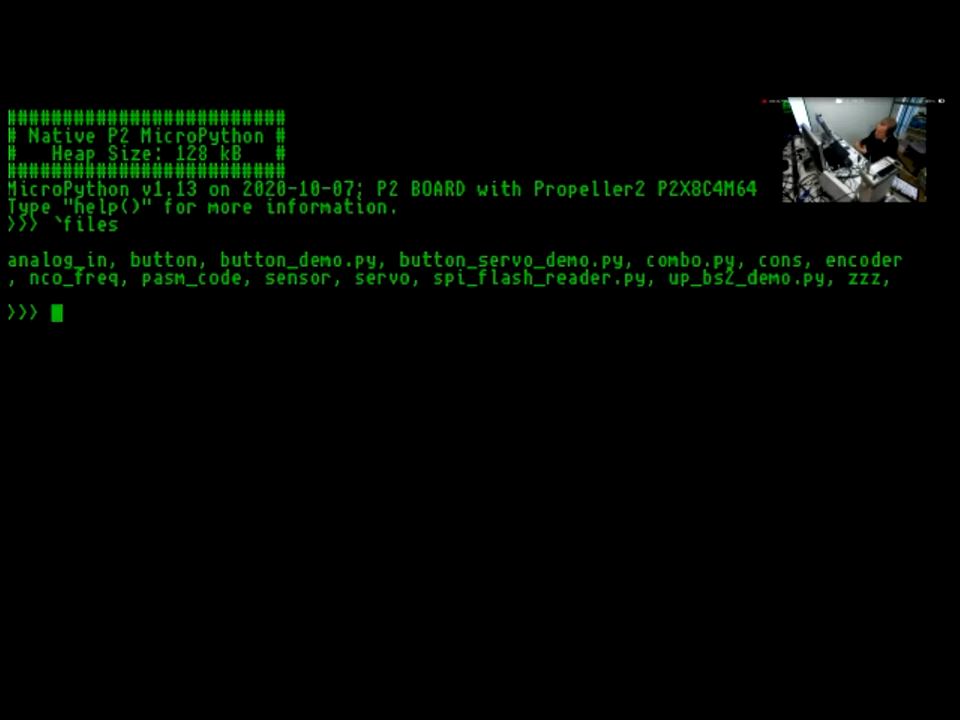 ########################
# Native P2 MicroPython #
#   Heap Size: 128 kB   #
########################
MicroPython v1.13 on 2020-10-07; P2 BOARD with Propeller2 P2X8C4M64
Type "help()" for more information.
>>> `files
analog_in, button, button_demo.py, button_servo_demo.py, combo.py, cons, encoder
, nco_freq, pasm_code, sensor, servo, spi_flash_reader.py, up_bs2_demo.py, zzz,
>>>